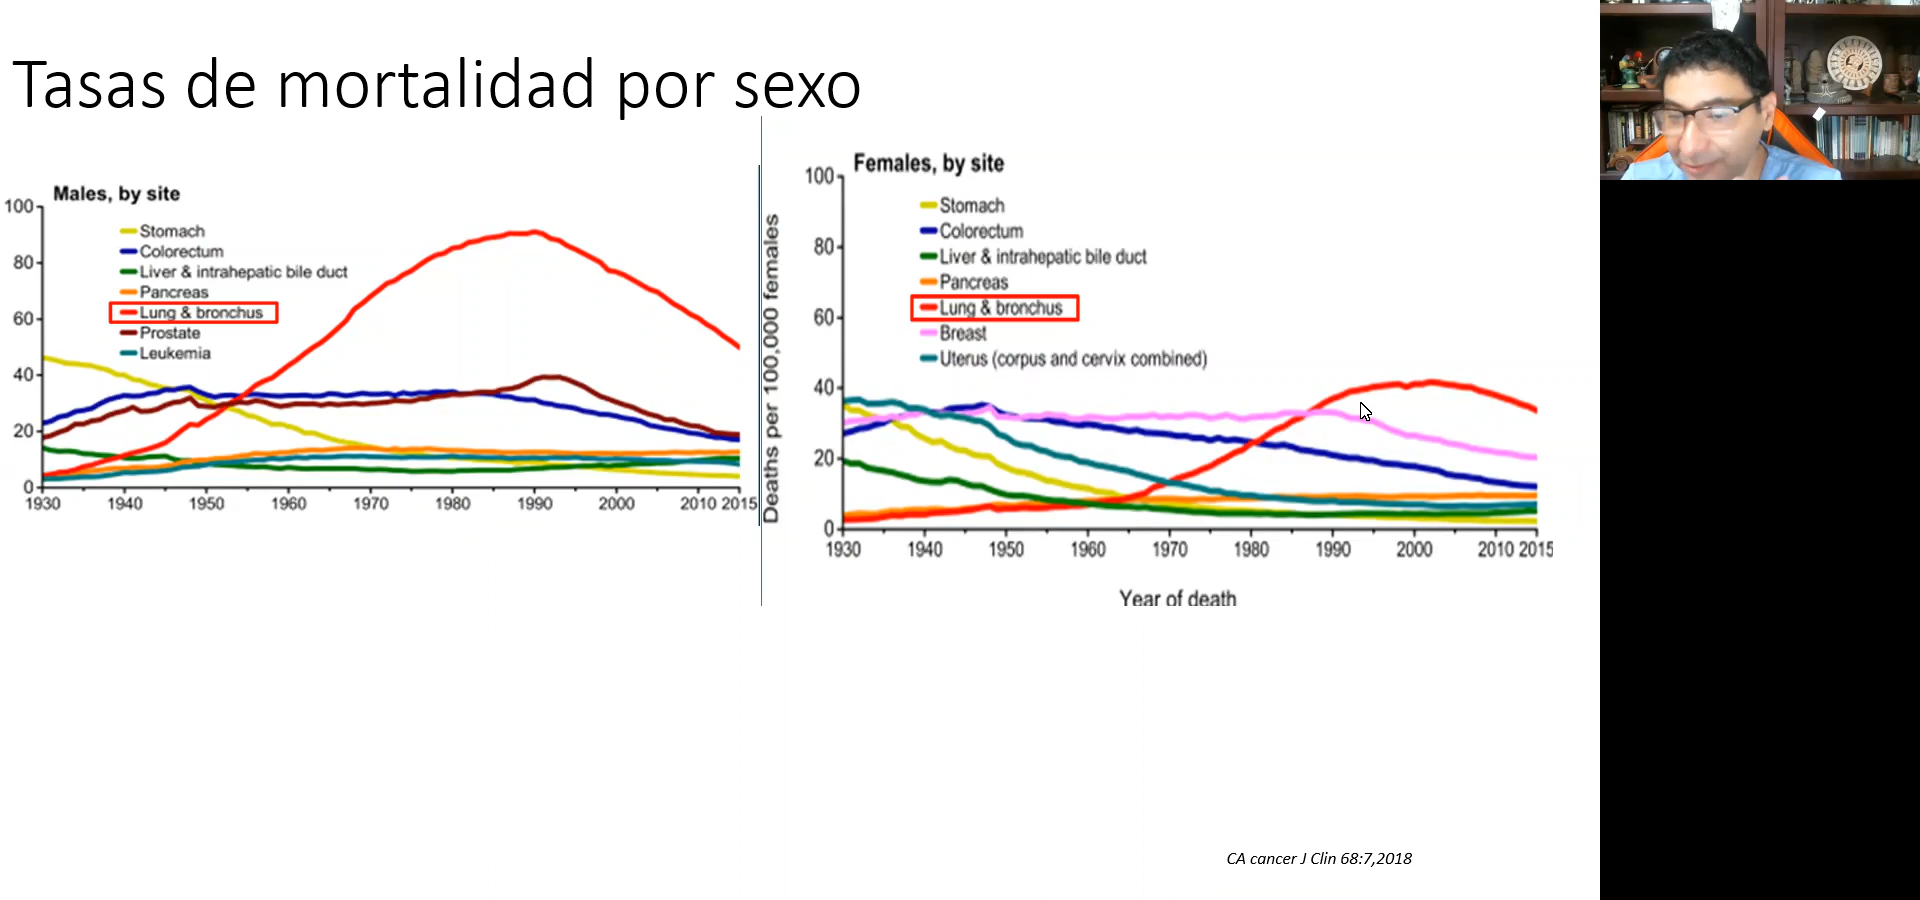 Tasas de mortalidad por sexo
Males, by site
100
80
60
40
20
0
Stomach
Colorectum
Liver & intrahepatic bile duct
Pancreas
Lung & bronchus
Prostate
Leukemia
1930 1940 1950 1960 1970 1980 1990 2000 2010 2015
Deaths per 100,000 females
Females, by site
100
80
60
40
20
0
Stomach
Colorectum
Liver & intrahepatic bile duct
Pancreas
Lung & bronchus
Breast
Uterus (corpus and cervix combined)
1930 1940 1950 1960 1970 1980 1990 2000 2010 2015
Year of death
CA cancer J Clin 68:7,2018